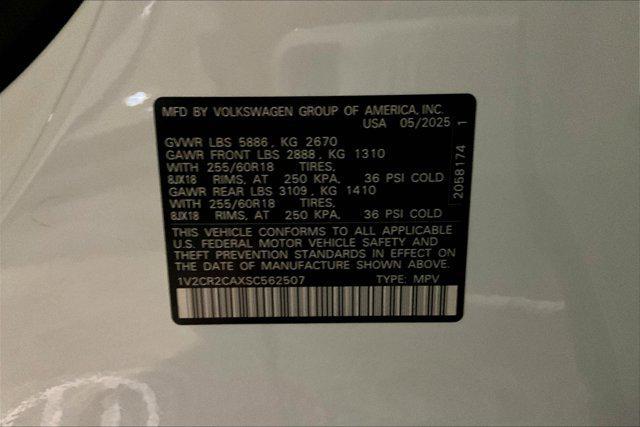 MFD BY VOLKSWAGEN GROUP OF AMERICA, INC.
USA 05/2025
GVWR LBS 5886, KG 2670
GAWR FRONT LBS 2888, KG 1310
WITH 255/60R18 TIRES,
8JX18 RIMS, AT 250 KPA, 36 PSI COLD
GAWR REAR LBS 3109, KG 1410
WITH 255/60R18 TIRES,
8JX18 RIMS, AT 250 KPA, 36 PSI COLD
2058174 1
THIS VEHICLE CONFORMS TO ALL APPLICABLE
U.S. FEDERAL MOTOR VEHICLE SAFETY AND
THEFT PREVENTION STANDARDS IN EFFECT ON
THE DATE OF MANUFACTURE SHOWN ABOVE.
1V2CR2CAXSC562507 TYPE: MPV